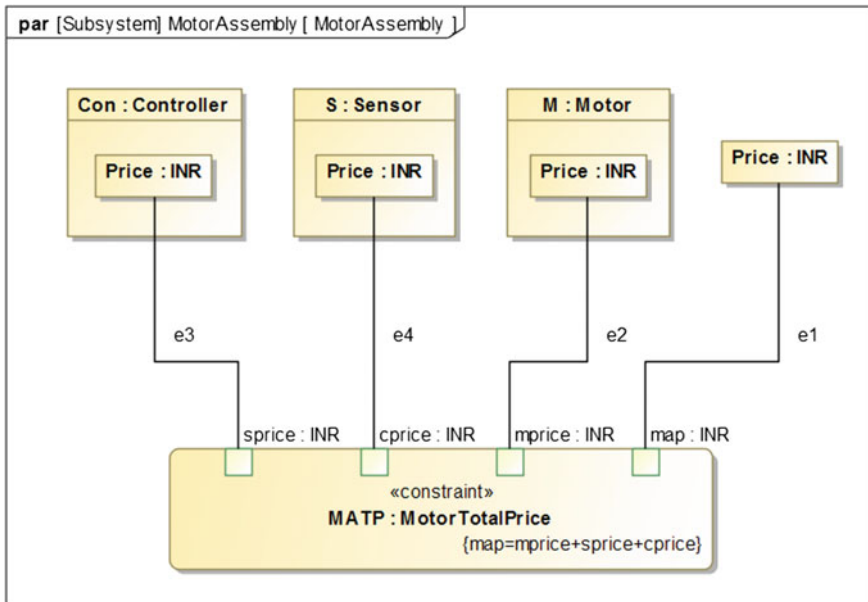 par [Subsystem] MotorAssembly [ MotorAssembly ]
Con : Controller
Price : INR
S : Sensor
Price : INR
M : Motor
Price : INR
Price : INR
e3
e4
e2
e1
sprice : INR
cprice : INR
mprice : INR
map : INR
«constraint»
MATP : MotorTotalPrice
{map=mprice+sprice+cprice}